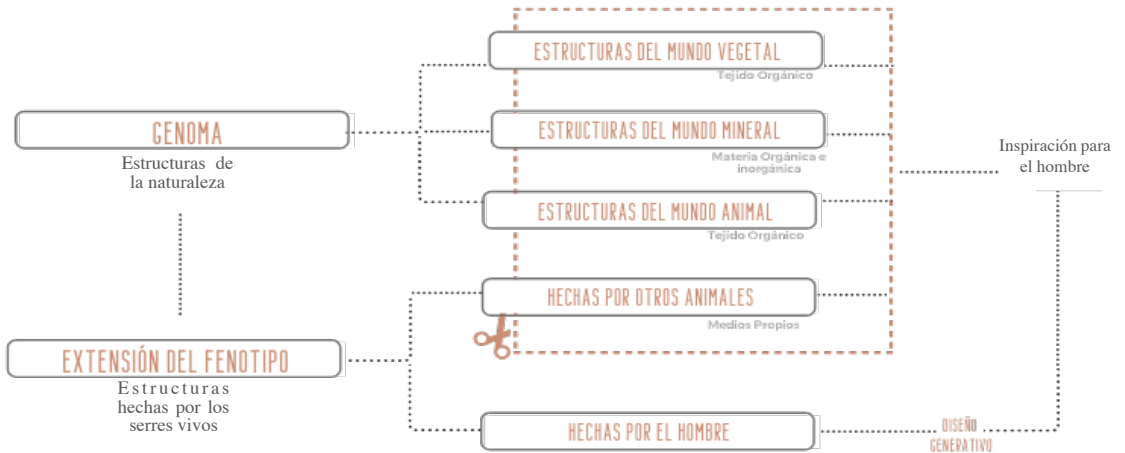 ESTRUCTURAS DEL MUNDO VEGETAL
Tejido Orgánico
GENOMA
Estructuras de
la naturaleza
ESTRUCTURAS DEL MUNDO MINERAL
Materia Orgánica e
inorgánica
Inspiración para
el hombre
ESTRUCTURAS DEL MUNDO ANIMAL
Tejido Orgánico
HECHAS POR OTROS ANIMALES
Medios Propios
EXTENSIÓN DEL FENOTIPO
Estructuras
hechas por los
serres vivos
HECHAS POR EL HOMBRE
DISEÑO
GENERATIVO